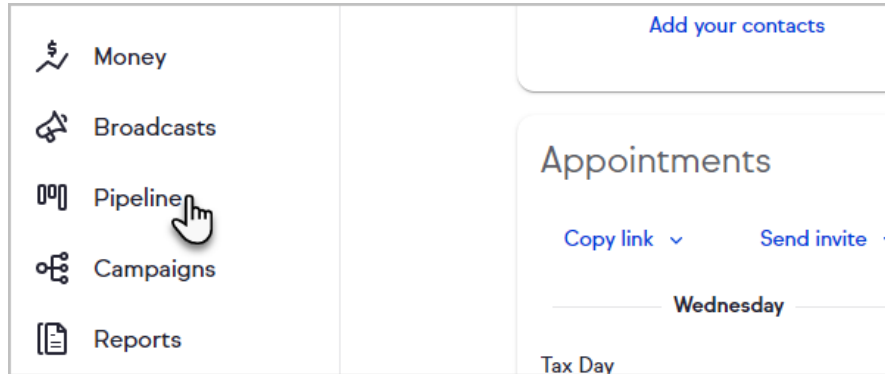 Money
Broadcasts
Pipeline
Campaigns
Reports
Add your contacts
Appointments
Copy link
Send invite
Wednesday
Tax Day